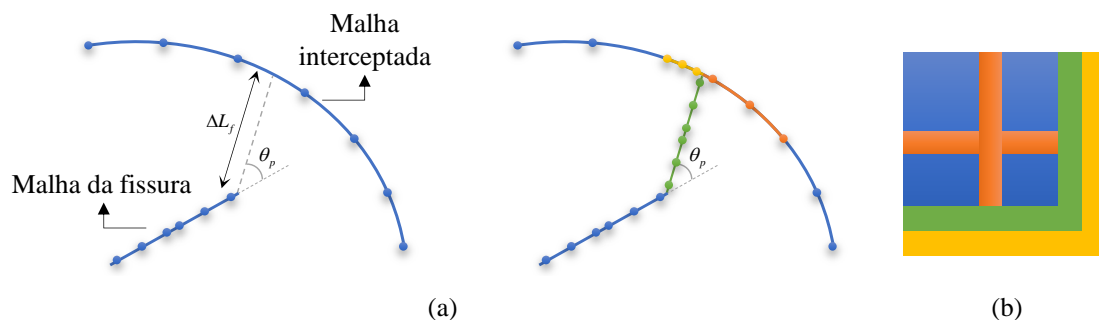 Malha
interceptada
ΔL_f
θ_p
Malha da fissura
θ_p
(a)
(b)